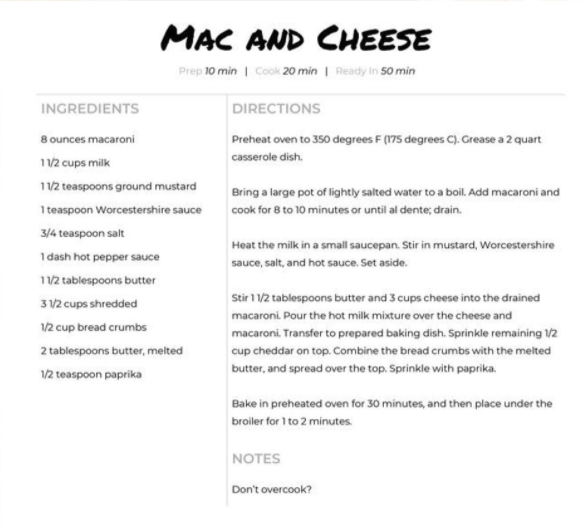 Mac and Cheese
Prep 10 min | Cook 20 min | Ready In 50 min
INGREDIENTS
8 ounces macaroni
1 1/2 cups milk
1 1/2 teaspoons ground mustard
1 teaspoon Worcestershire sauce
3/4 teaspoon salt
1 dash hot pepper sauce
1 1/2 tablespoons butter
3 1/2 cups shredded
1/2 cup bread crumbs
2 tablespoons butter, melted
1/2 teaspoon paprika
DIRECTIONS
Preheat oven to 350 degrees F (175 degrees C). Grease a 2 quart
casserole dish.
Bring a large pot of lightly salted water to a boil. Add macaroni and
cook for 8 to 10 minutes or until al dente; drain.
Heat the milk in a small saucepan. Stir in mustard, Worcestershire
sauce, salt, and hot sauce. Set aside.
Stir 1 1/2 tablespoons butter and 3 cups cheese into the drained
macaroni. Pour the hot milk mixture over the cheese and
macaroni. Transfer to prepared baking dish. Sprinkle remaining 1/2
cup cheddar on top. Combine the bread crumbs with the melted
butter, and spread over the top. Sprinkle with paprika.
Bake in preheated oven for 30 minutes, and then place under the
broiler for 1 to 2 minutes.
NOTES
Don't overcook?